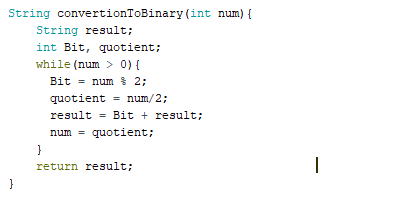 String convertionToBinary(int num){
String result;
int Bit, quotient;
while(num > 0){
Bit = num % 2;
quotient = num/2;
result = Bit + result;
num = quotient;
}
return result;
}